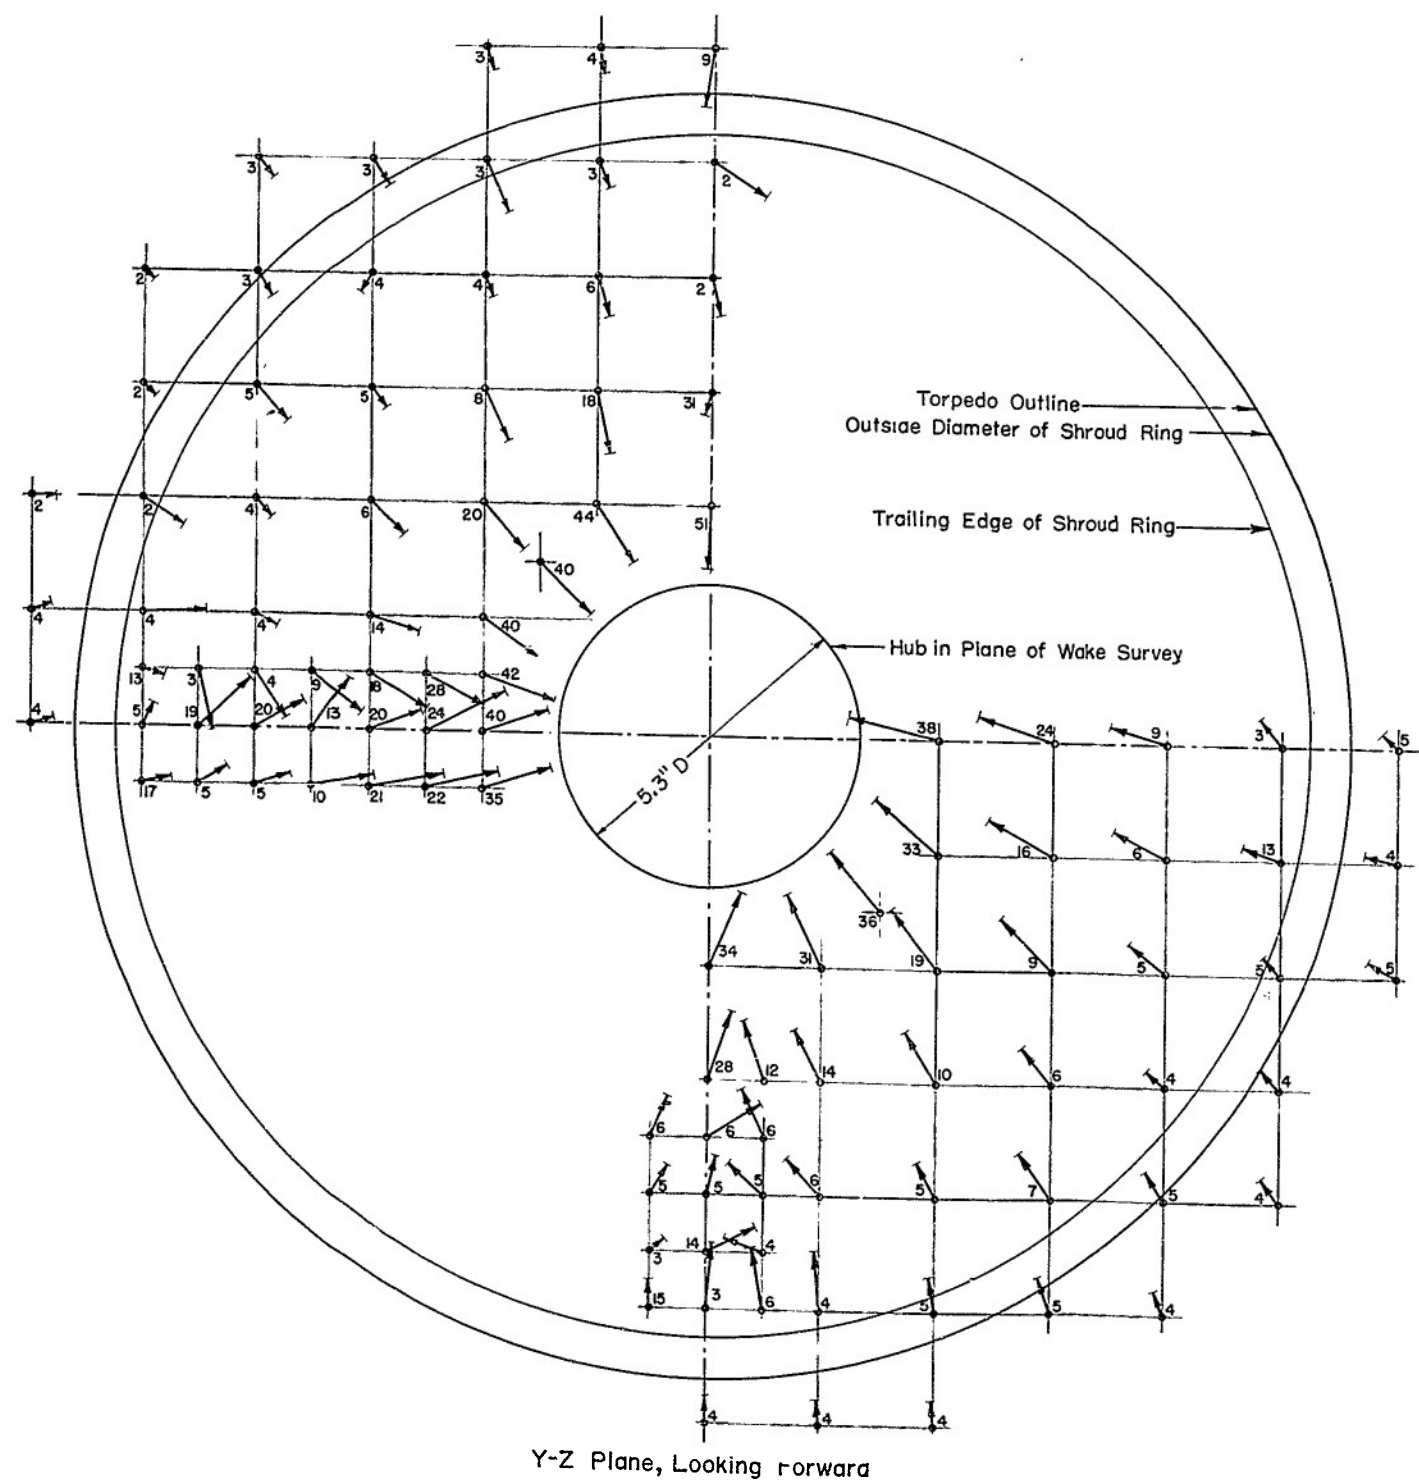 3 4 9
3 3 3 3 2
2 3 4 4 6 2
2 5 5 8 18 31
Torpedo Outline
Outside Diameter of Shroud Ring
2 2 4 6 20 44 51
Trailing Edge of Shroud Ring
40
4 4 4 14 40
Hub in Plane of Wake Survey
13 3 4 9 18 28 42
4 5 19 20 13 20 24 40
38 24 9 3 5
5.3" D
17 5 5 10 21 22 35
33 16 6 13 4
36
34 31 19 9 5 5 5
28 12 14 10 6 4 4
6 6 6
5 5 5 6 5 7 5 4
3 14 4
15 3 6 4 5 5 4
4 4 4
Y-Z Plane, Looking Forward